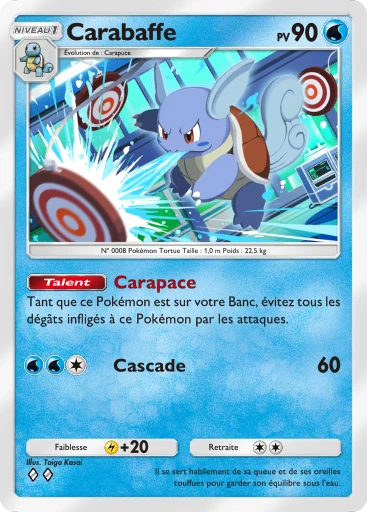 NIVEAU 1
Carabaffe
PV 90
Évolution de : Carapuce
N° 0008 Pokémon Tortue Taille : 1,0 m Poids : 22,5 kg
Talent Carapace
Tant que ce Pokémon est sur votre Banc, évitez tous les
dégâts infligés à ce Pokémon par les attaques.
Cascade 60
Faiblesse +20 Retraite
Illus. Taiga Kasai
Il se sert habilement de sa queue et de ses oreilles
touffues pour garder son équilibre sous l'eau.